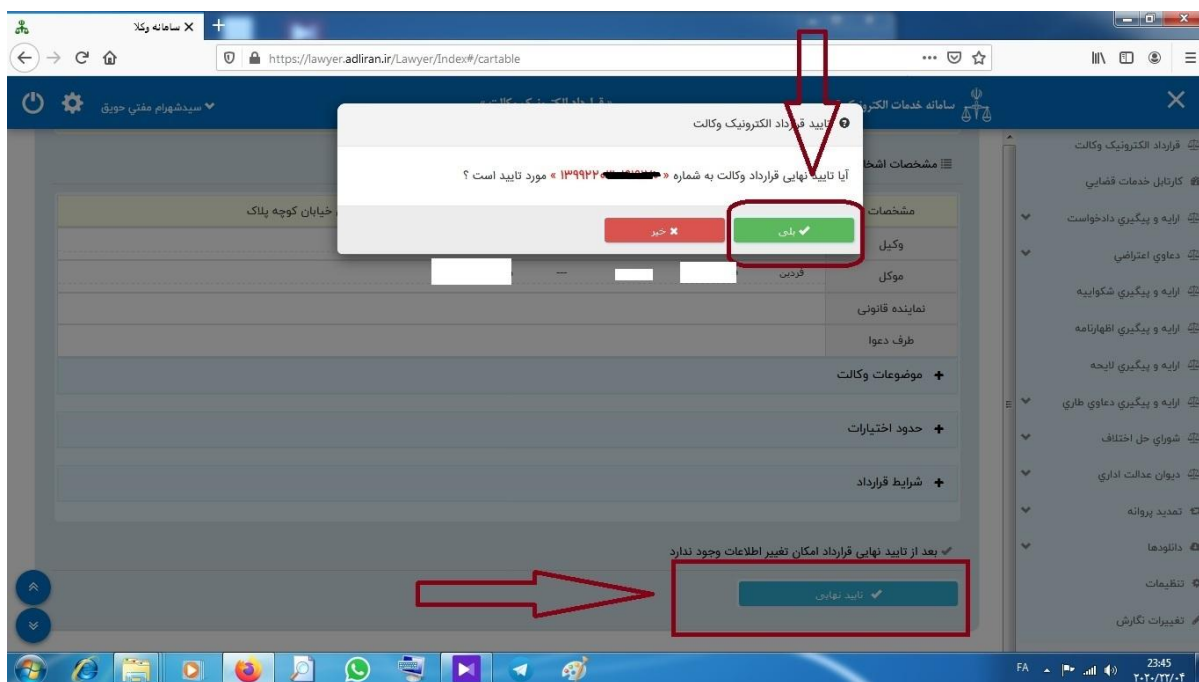 سامانه وکلا
https://lawyer.adliran.ir/Lawyer/Index#/cartable
سیدشهرام مفتي حویق
سامانه خدمات الکترونیک
تایید قرارداد الکترونیک وکالت
آیا تایید نهایی قرارداد وکالت به شماره « » مورد تایید است ؟
بلی
خیر
مشخصات
خیابان کوچه پلاک
وکیل
موکل
فردین
نماینده قانونی
طرف دعوا
موضوعات وکالت
حدود اختیارات
شرایط قرارداد
بعد از تایید نهایی قرارداد امکان تغییر اطلاعات وجود ندارد
تایید نهایی
قرارداد الکترونیک وکالت
کارتابل خدمات قضایي
ارایه و پیگیري دادخواست
دعاوي اعتراضي
ارایه و پیگیري شکواییه
ارایه و پیگیري اظهارنامه
ارایه و پیگیري لایحه
ارایه و پیگیري دعاوي طاري
شوراي حل اختلاف
دیوان عدالت اداري
تمدید پروانه
دانلودها
تنظیمات
تغییرات نگارش
FA
23:45